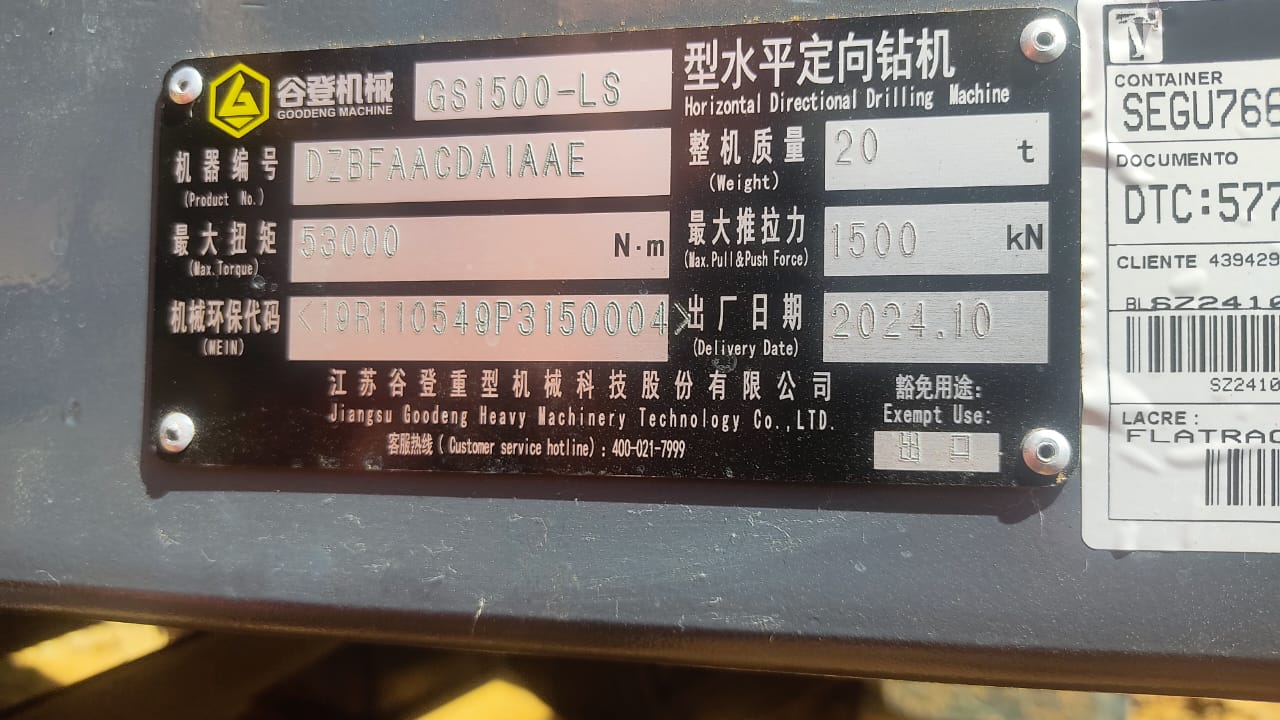 谷登机械
GOODENG MACHINE
GS1500-LS
型水平定向钻机
Horizontal Directional Drilling Machine
机器编号
(Product No.)
DZBFAACDA1AAE
整机质量
(Weight)
20 t
最大扭矩
(Max.Torque)
53000 N·m
最大推拉力
(Max.Pull&Push Force)
1500 kN
机械环保代码
(MEIN)
<19R110549P3150004>
出厂日期
(Delivery Date)
2024.10
江苏谷登重型机械科技股份有限公司
Jiangsu Goodeng Heavy Machinery Technology Co.,LTD.
客服热线(Customer service hotline): 400-021-7999
豁免用途:
Exempt Use:
出口
CONTAINER
SEGU766
DOCUMENTO
DTC:577
CLIENTE 439429
BL
SZ2410
LACRE:
FLATRAC